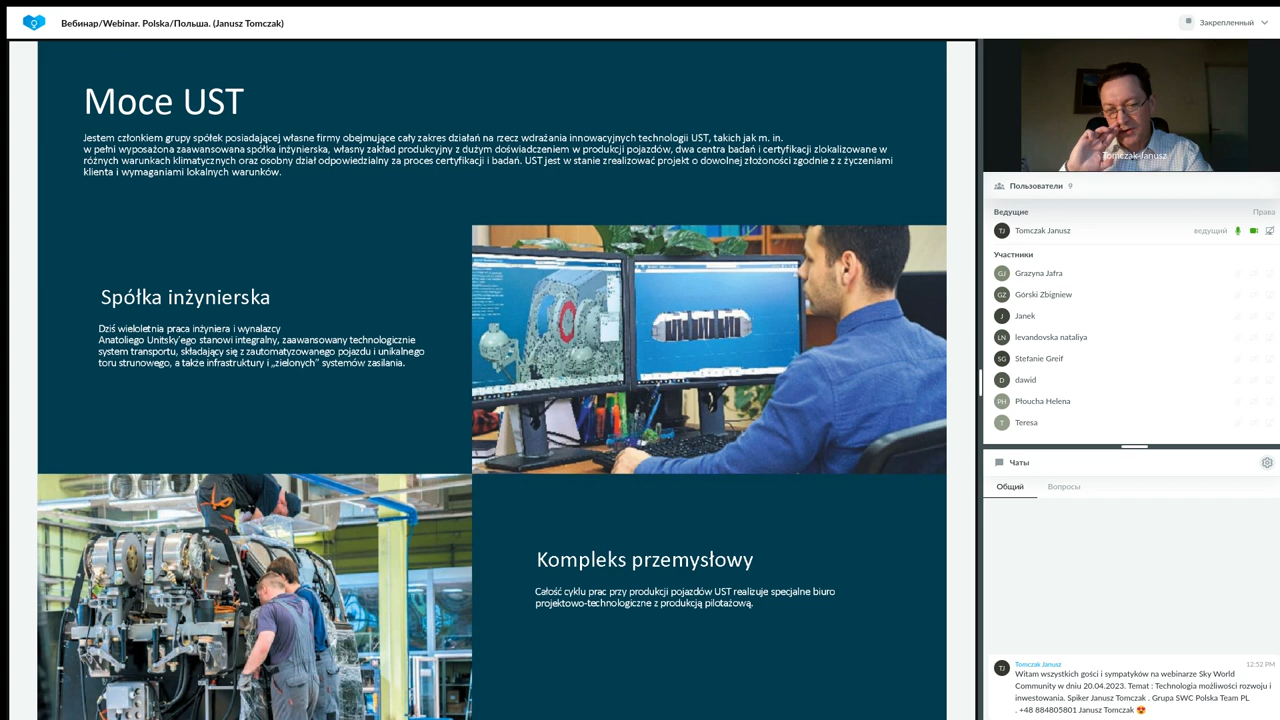 Вебинар/Webinar. Polska/Польша. (Janusz Tomczak)
Закрепленный
Moce UST
Jestem członkiem grupy spółek posiadającej własne firmy obejmujące cały zakres działań na rzecz wdrażania innowacyjnych technologii UST, takich jak m. in.
w pełni wyposażona zaawansowana spółka inżynierska, własny zakład produkcyjny z dużym doświadczeniem w produkcji pojazdów, dwa centra badań i certyfikacji zlokalizowane w
różnych warunkach klimatycznych oraz osobny dział odpowiedzialny za proces certyfikacji i badań. UST jest w stanie zrealizować projekt o dowolnej złożoności zgodnie z z życzeniami
klienta i wymaganiami lokalnych warunków.
Spółka inżynierska
Dziś wieloletnia praca inżyniera i wynalazcy
Anatoliego Unitsky'ego stanowi integralny, zaawansowany technologicznie
system transportu, składający się z zautomatyzowanego pojazdu i unikalnego
toru strunowego, a także infrastruktury i „zielonych” systemów zasilania.
Kompleks przemysłowy
Całość cyklu prac przy produkcji pojazdów UST realizuje specjalne biuro
projektowo-technologiczne z produkcją pilotażową.
Tomczak Janusz
Пользователи 9
Ведущие Права
TJ Tomczak Janusz ведущий
Участники
GJ Grazyna Jafra
GZ Górski Zbigniew
J Janek
LN levandovska nataliya
SG Stefanie Greif
D dawid
PH Płoucha Helena
T Teresa
Чаты
Общий Вопросы
TJ Tomczak Janusz 12:52 PM
Witam wszystkich gości i sympatyków na webinarze Sky World
Community w dniu 20.04.2023. Temat : Technologia możliwości rozwoju i
inwestowania. Spiker Janusz Tomczak . Grupa SWC Polska Team PL
. +48 884805801 Janusz Tomczak 😍